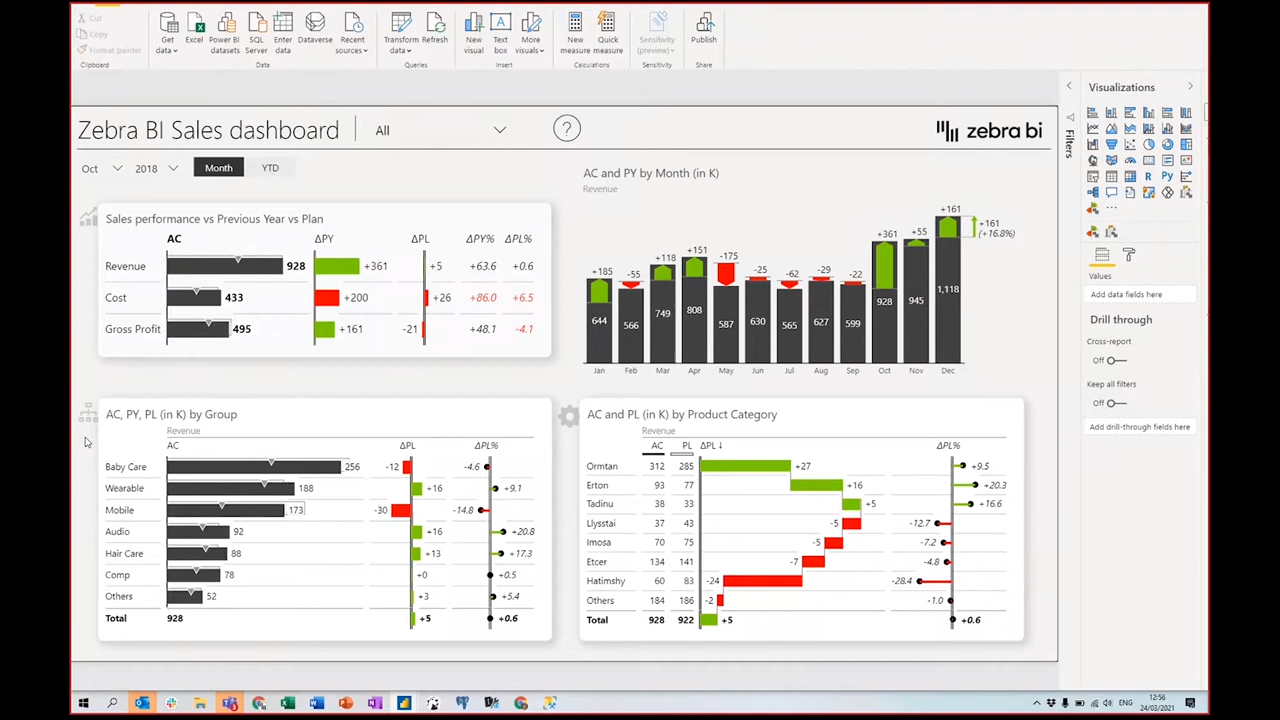 Cut
Copy
Format painter
Clipboard
Get data
Excel
Power BI datasets
SQL Server
Enter data
Dataverse
Recent sources
Data
Transform data
Refresh
Queries
New visual
Text box
More visuals
Insert
New measure
Quick measure
Calculations
Sensitivity (preview)
Sensitivity
Publish
Share
Zebra BI Sales dashboard
All
?
zebra bi
Oct 2018 Month YTD
Sales performance vs Previous Year vs Plan
AC ΔPY ΔPL ΔPY% ΔPL%
Revenue 928 +361 +5 +63.6 +0.6
Cost 433 +200 +26 +86.0 +6.5
Gross Profit 495 +161 -21 +48.1 -4.1
AC and PY by Month (in K)
Revenue
+185 -55 +118 +151 -175 -25 -62 -29 -22 +361 +55 +161
+161
(+16.8%)
644 566 749 808 587 630 565 627 599 928 945 1,118
Jan Feb Mar Apr May Jun Jul Aug Sep Oct Nov Dec
AC, PY, PL (in K) by Group
Revenue
AC ΔPL ΔPL%
Baby Care 256 -12 -4.6
Wearable 188 +16 +9.1
Mobile 173 -30 -14.8
Audio 92 +16 +20.8
Hair Care 88 +13 +17.3
Comp 78 +0 +0.5
Others 52 +3 +5.4
Total 928 +5 +0.6
AC and PL (in K) by Product Category
Revenue
AC PL ΔPL ↓ ΔPL%
Ormtan 312 285 +27 +9.5
Erton 93 77 +16 +20.3
Tadinu 38 33 +5 +16.6
Llysstai 37 43 -5 -12.7
Imosa 70 75 -5 -7.2
Etcer 134 141 -7 -4.8
Hatimshy 60 83 -24 -28.4
Others 184 186 -2 -1.0
Total 928 922 +5 +0.6
Filters
Visualizations
R Py
...
Values
Add data fields here
Drill through
Cross-report
Off
Keep all filters
Off
Add drill-through fields here
ENG
12:56
24/03/2021